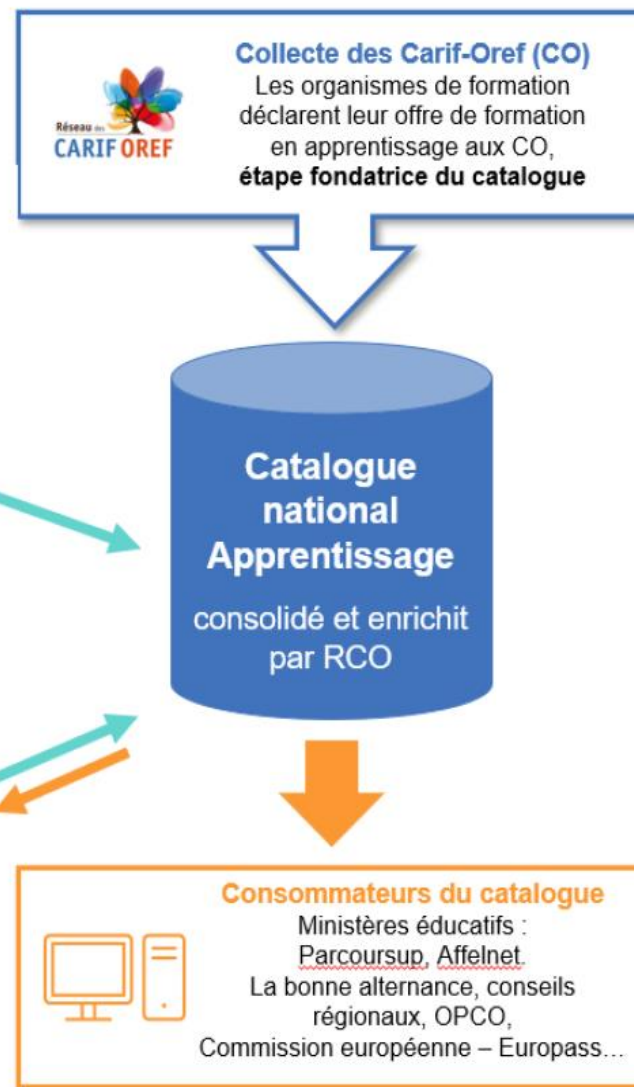 Collecte des Carif-Oref (CO)
Les organismes de formation
déclarent leur offre de formation
en apprentissage aux CO,
étape fondatrice du catalogue
Réseau des
CARIF OREF
Catalogue
national
Apprentissage
consolidé et enrichit
par RCO
Consommateurs du catalogue
Ministères éducatifs :
Parcoursup, Affelnet.
La bonne alternance, conseils
régionaux, OPCO,
Commission européenne – Europass…